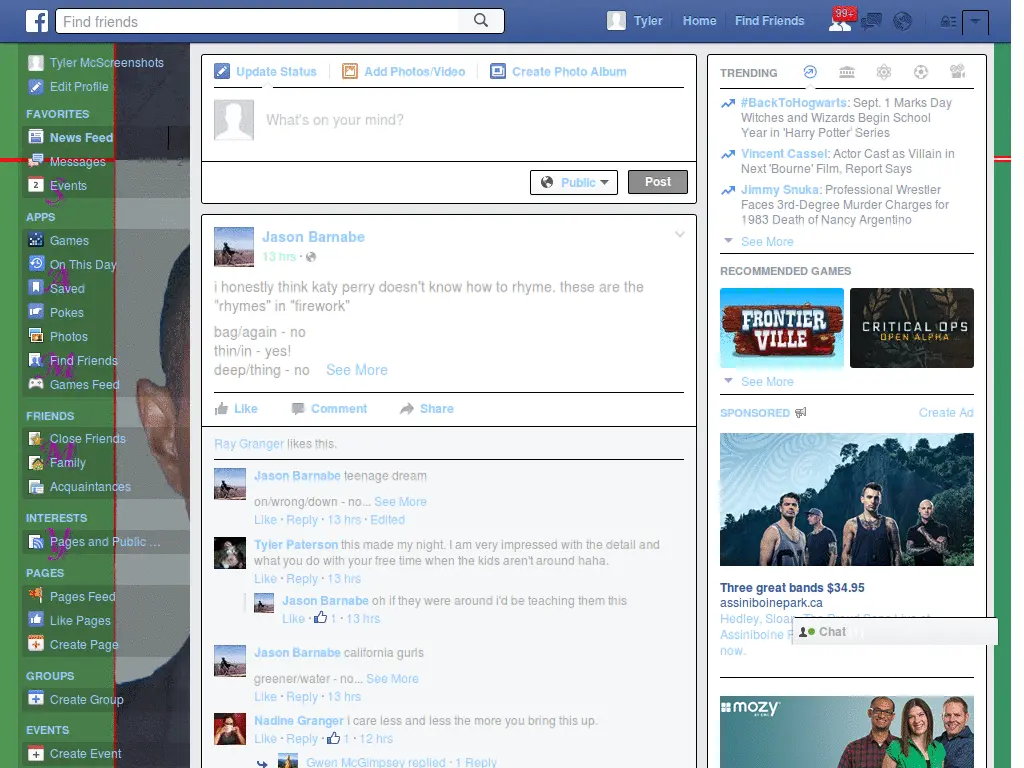 Find friends
Tyler
Home
Find Friends
99+
Tyler McScreenshots
Edit Profile
FAVORITES
News Feed
Messages
2
Events
APPS
Games
On This Day
Saved
Pokes
Photos
Find Friends
Games Feed
FRIENDS
Close Friends
Family
Acquaintances
INTERESTS
Pages and Public ...
PAGES
Pages Feed
Like Pages
Create Page
GROUPS
Create Group
EVENTS
Create Event
Update Status
Add Photos/Video
Create Photo Album
What's on your mind?
Public
Post
Jason Barnabe
13 hrs ·
i honestly think katy perry doesn't know how to rhyme. these are the
"rhymes" in "firework"
bag/again - no
thin/in - yes!
deep/thing - no See More
Like Comment Share
Ray Granger likes this.
Jason Barnabe teenage dream
on/wrong/down - no... See More
Like · Reply · 13 hrs · Edited
Tyler Paterson this made my night. I am very impressed with the detail and
what you do with your free time when the kids aren't around haha.
Like · Reply · 13 hrs
Jason Barnabe oh if they were around i'd be teaching them this
Like · 1 · 13 hrs
Jason Barnabe california gurls
greener/water - no... See More
Like · Reply · 13 hrs
Nadine Granger I care less and less the more you bring this up.
Like · Reply · 1 · 12 hrs
Gwen McGimpsey replied · 1 Reply
TRENDING
#BackToHogwarts: Sept. 1 Marks Day
Witches and Wizards Begin School
Year in 'Harry Potter' Series
Vincent Cassel: Actor Cast as Villain in
Next 'Bourne' Film, Report Says
Jimmy Snuka: Professional Wrestler
Faces 3rd-Degree Murder Charges for
1983 Death of Nancy Argentino
See More
RECOMMENDED GAMES
FRONTIER
VILLE
CRITICAL OPS
OPEN ALPHA
See More
SPONSORED
Create Ad
Three great bands $34.95
assiniboinepark.ca
Hedley,
Assiniboine
now.
Chat
mozy